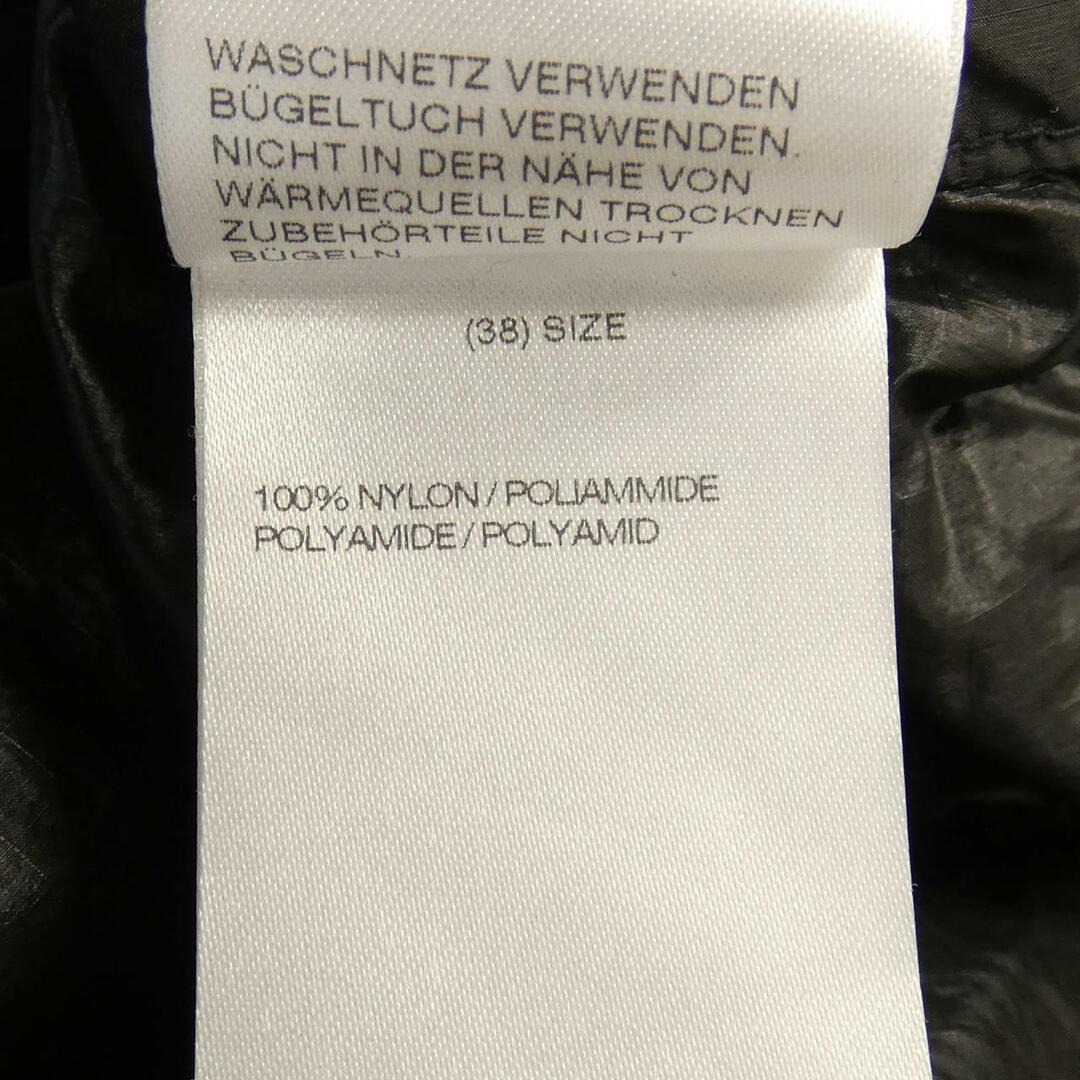 WASCHNETZ VERWENDEN
BÜGELTUCH VERWENDEN.
NICHT IN DER NÄHE VON
WÄRMEQUELLEN TROCKNEN
ZUBEHÖRTEILE NICHT
BÜGELN.
(38) SIZE
100% NYLON/POLIAMMIDE
POLYAMIDE/POLYAMID